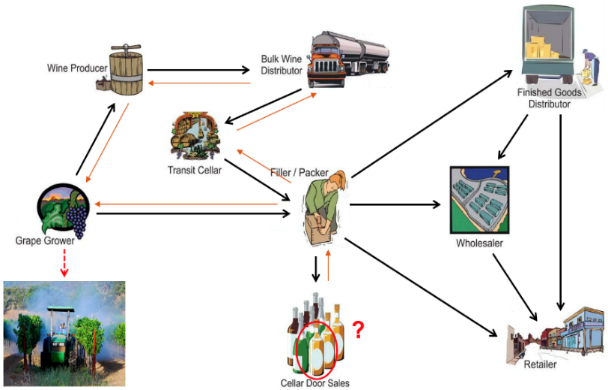 Wine Producer
Bulk Wine
Distributor
Finished Goods
Distributor
Transit Cellar
Filler / Packer
Grape Grower
Wholesaler
?
Cellar Door Sales
Retailer